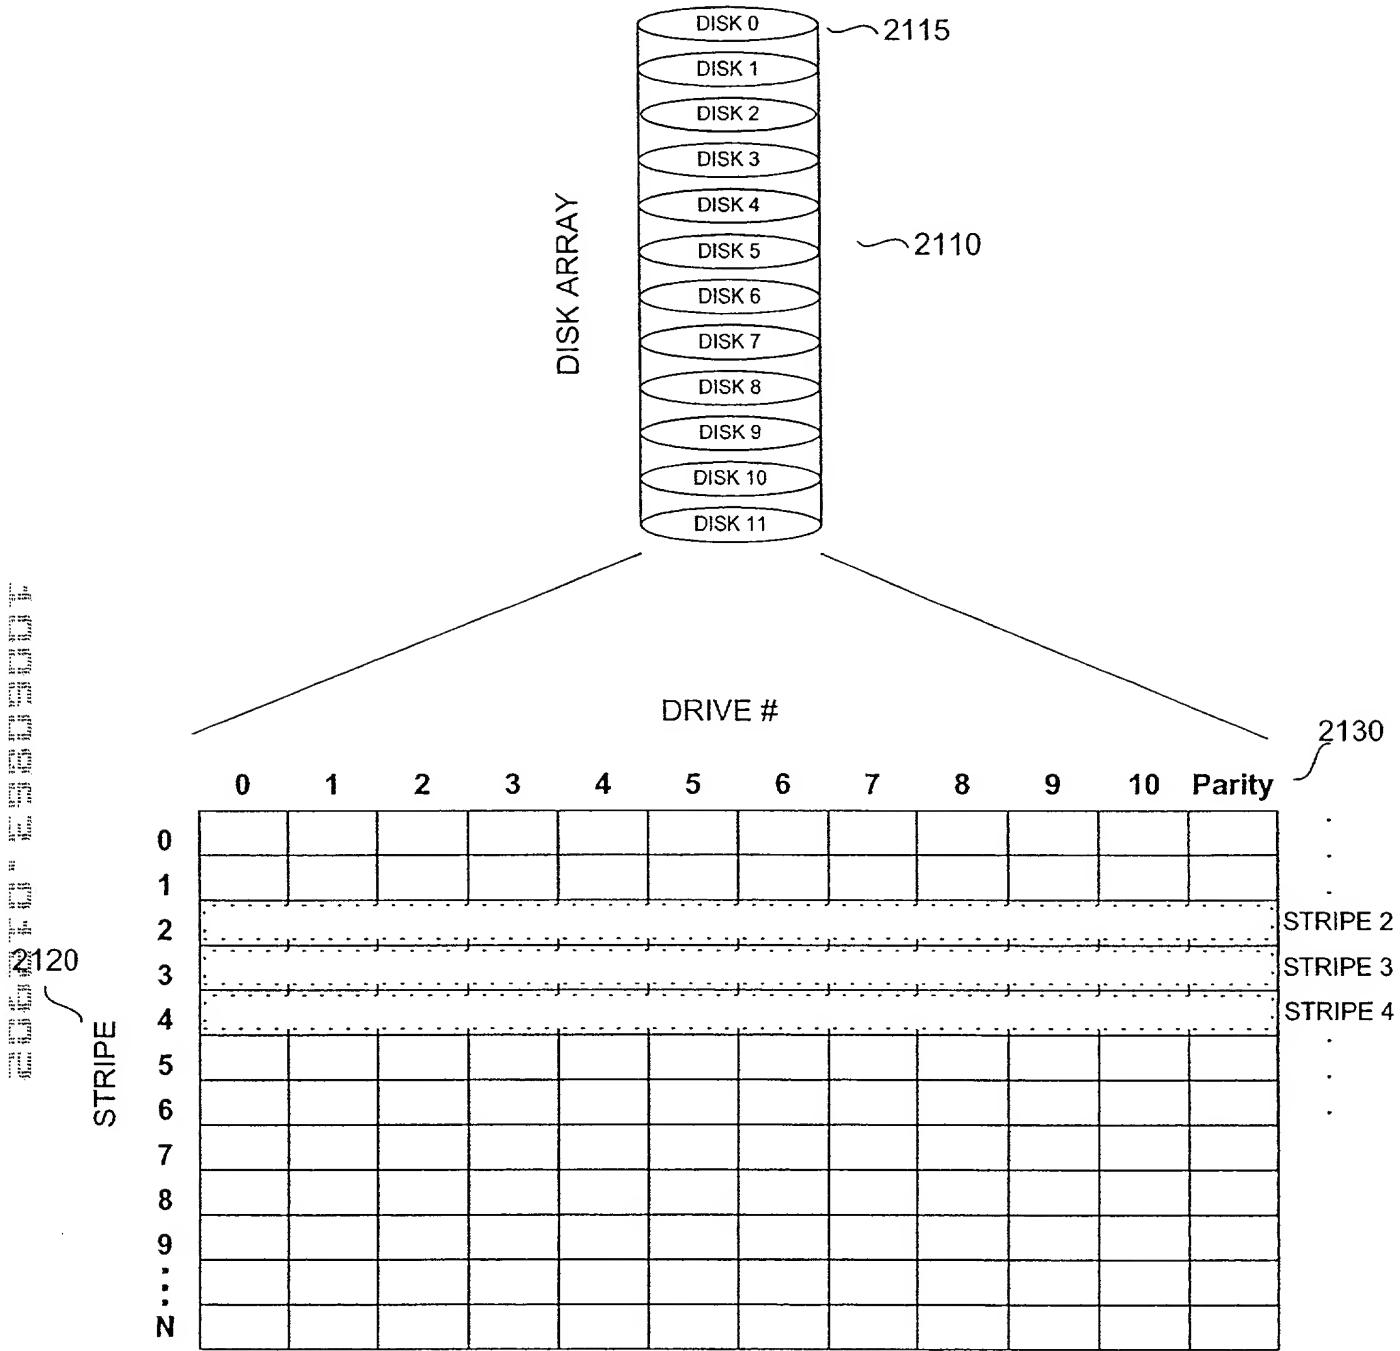 DISK 0
2115
DISK 1
DISK 2
DISK 3
DISK 4
DISK 5
2110
DISK 6
DISK 7
DISK 8
DISK 9
DISK 10
DISK 11
DISK ARRAY
DRIVE #
2130
0 1 2 3 4 5 6 7 8 9 10 Parity
0
1
2 STRIPE 2
3 STRIPE 3
4 STRIPE 4
5
6
7
8
9
N
2120
STRIPE